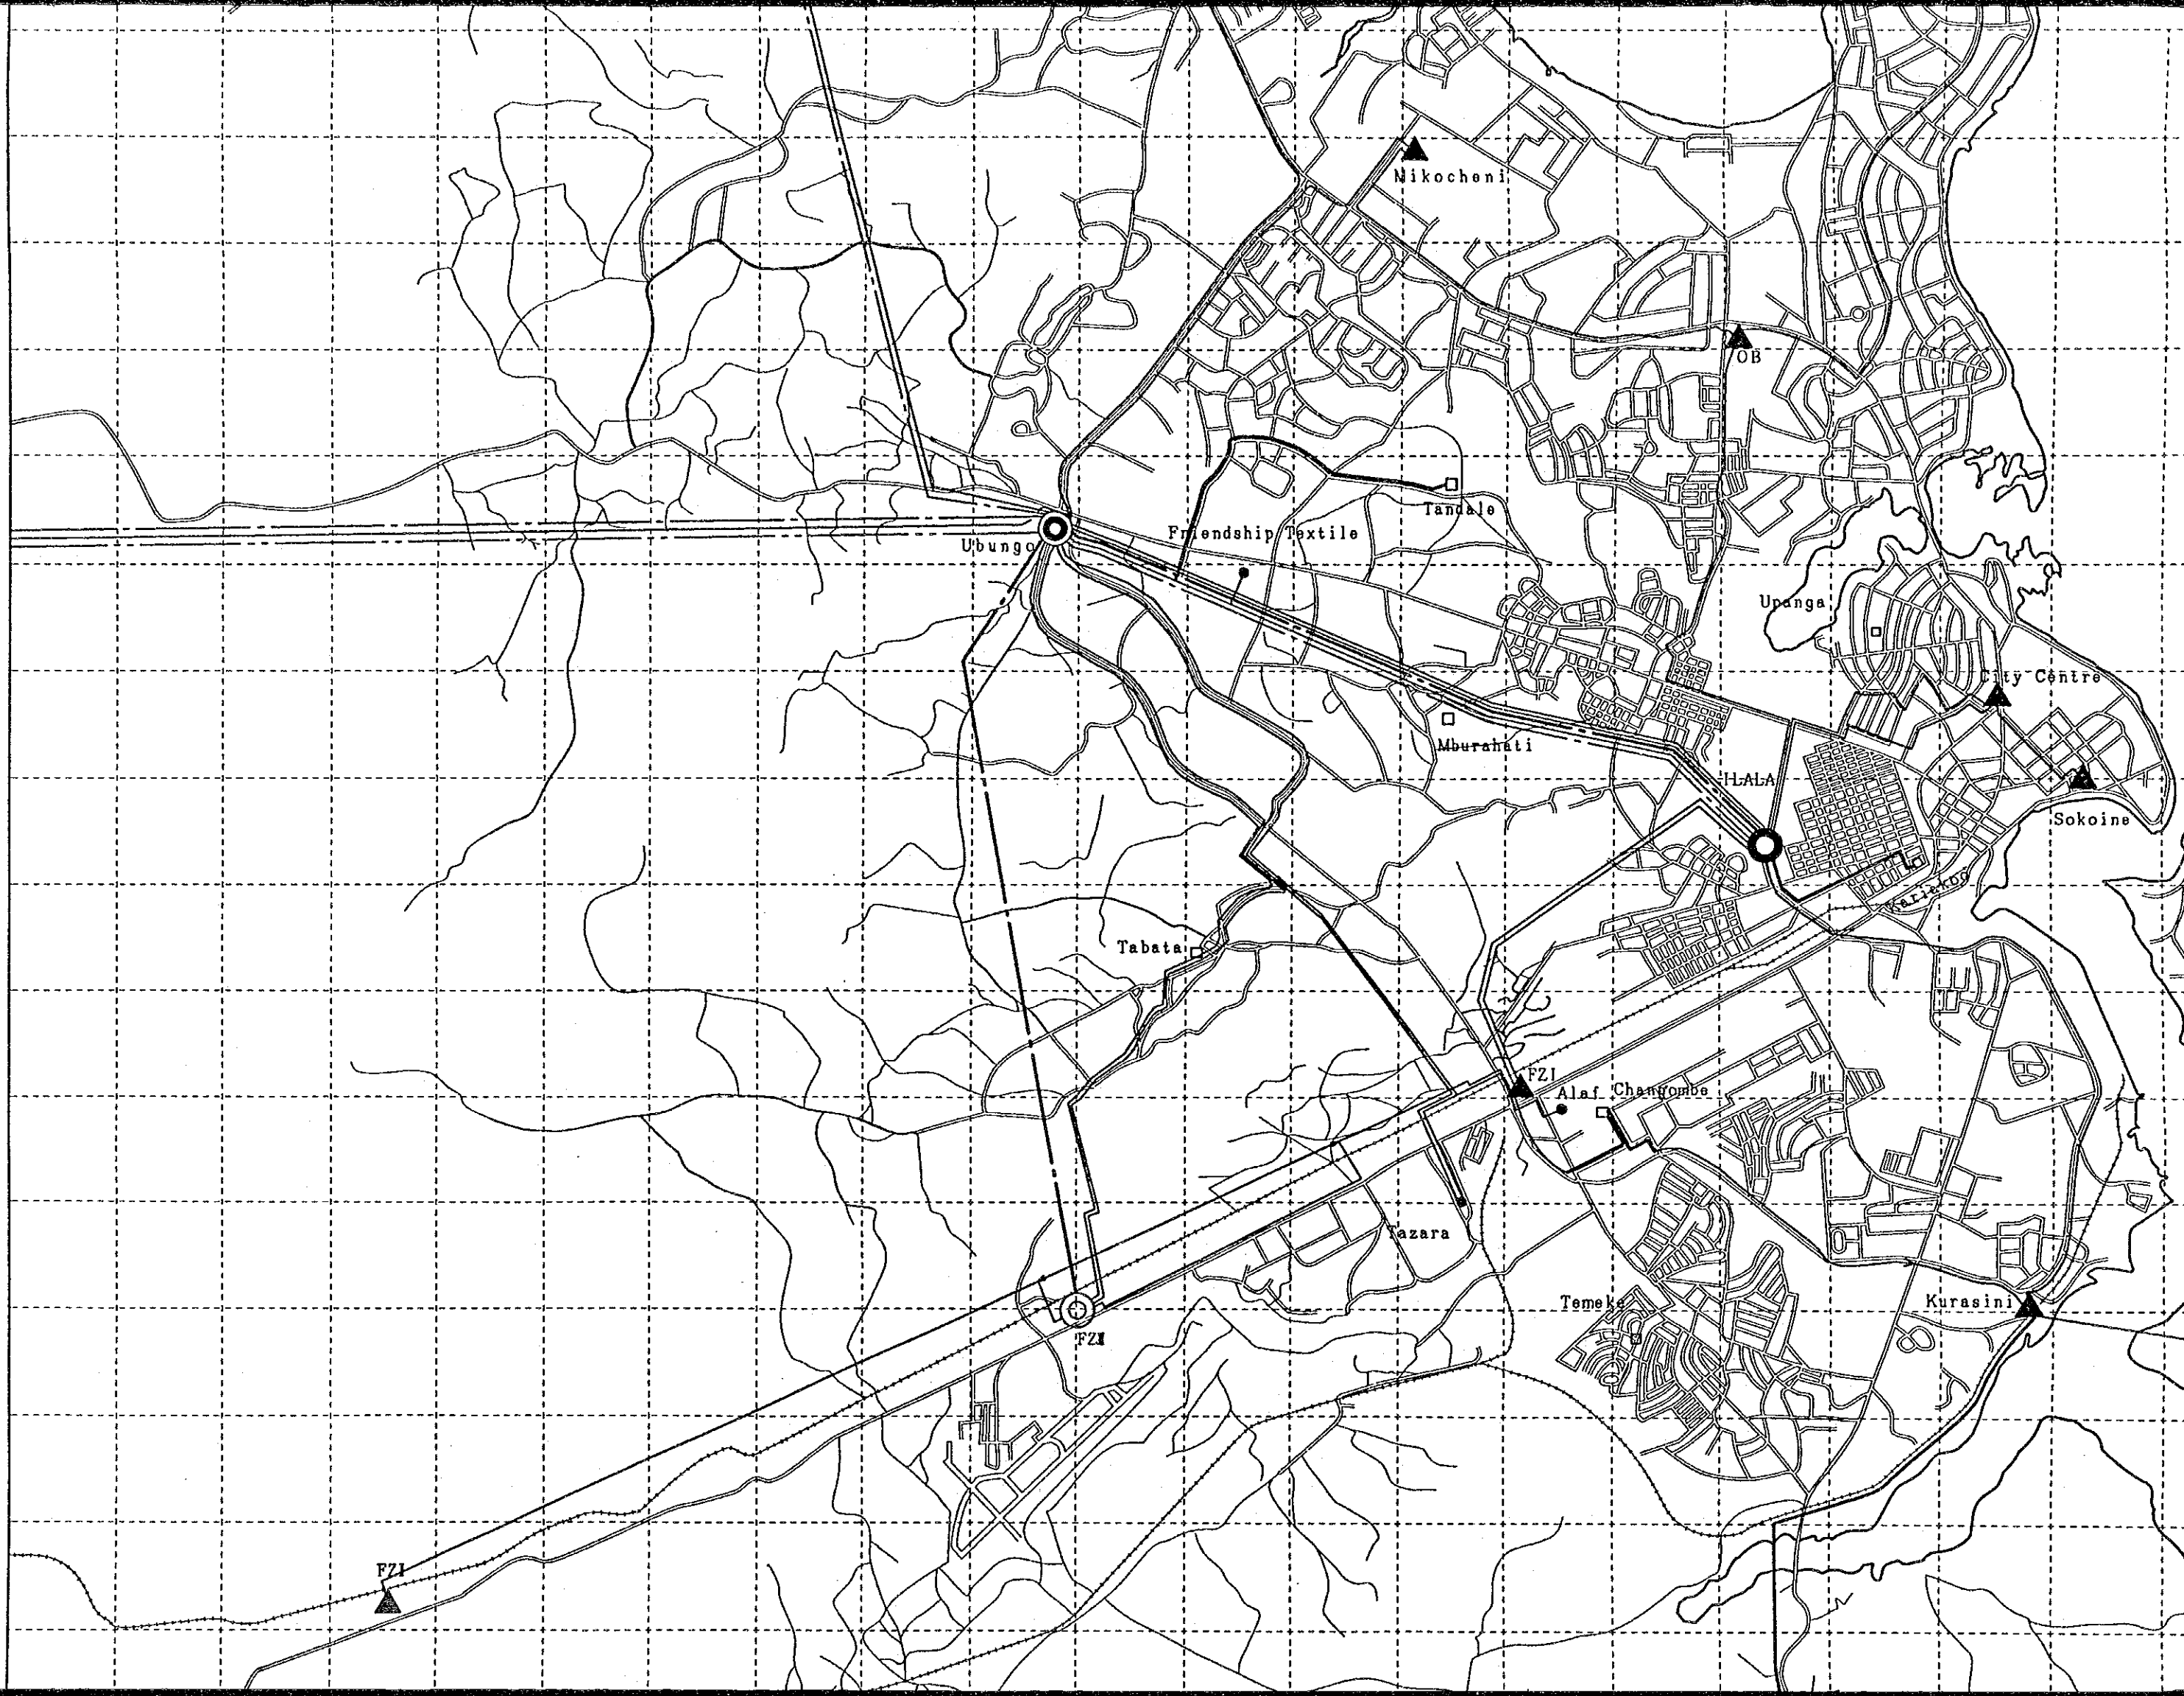 Mikocheni
OB
Tandale
Friendship Textile
Ubungo
Upanga
City Centre
Mburahati
ILALA
Sokoine
Kariakoo
Tabata
FZI
Alaf
Changombe
Tazara
Temeke
Kurasini
FZI